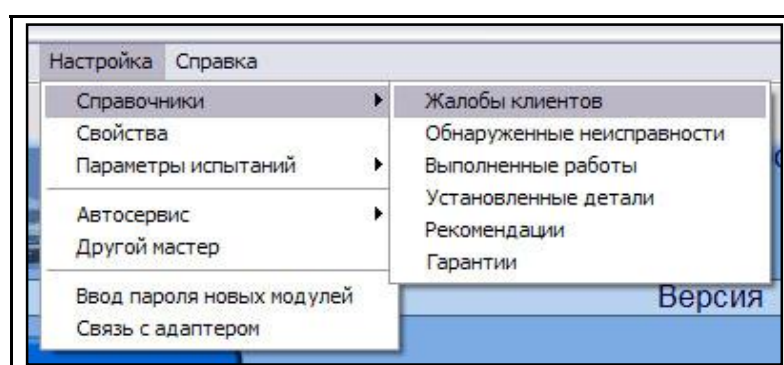 Настройка Справка
Справочники
Свойства
Параметры испытаний
Автосервис
Другой мастер
Ввод пароля новых модулей
Связь с адаптером
Жалобы клиентов
Обнаруженные неисправности
Выполненные работы
Установленные детали
Рекомендации
Гарантии
Версия